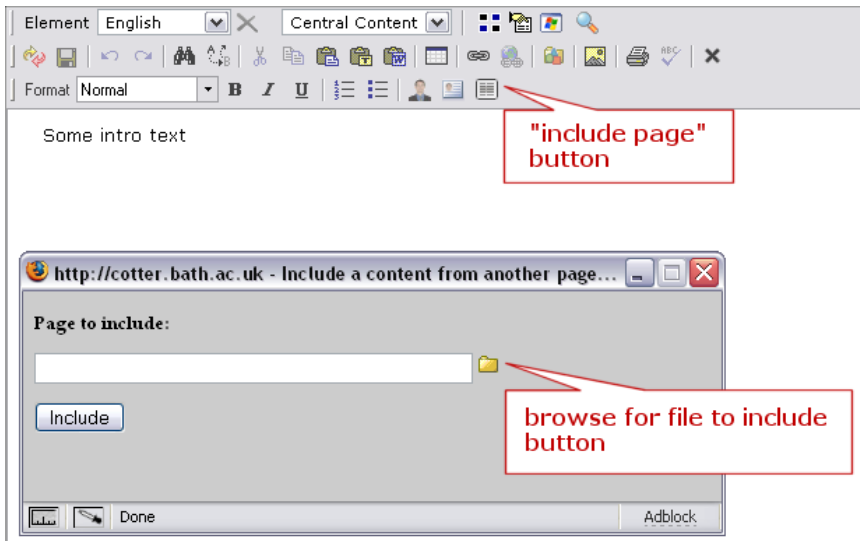 Element English Central Content
Format Normal B I U
Some intro text
"include page"
button
http://cotter.bath.ac.uk - Include a content from another page...
Page to include:
Include
browse for file to include
button
Done Adblock